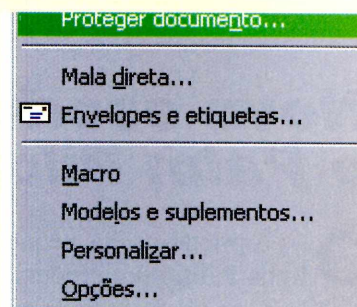 Proteger documento...
Mala direta...
Envelopes e etiquetas...
Macro
Modelos e suplementos...
Personalizar...
Opções...